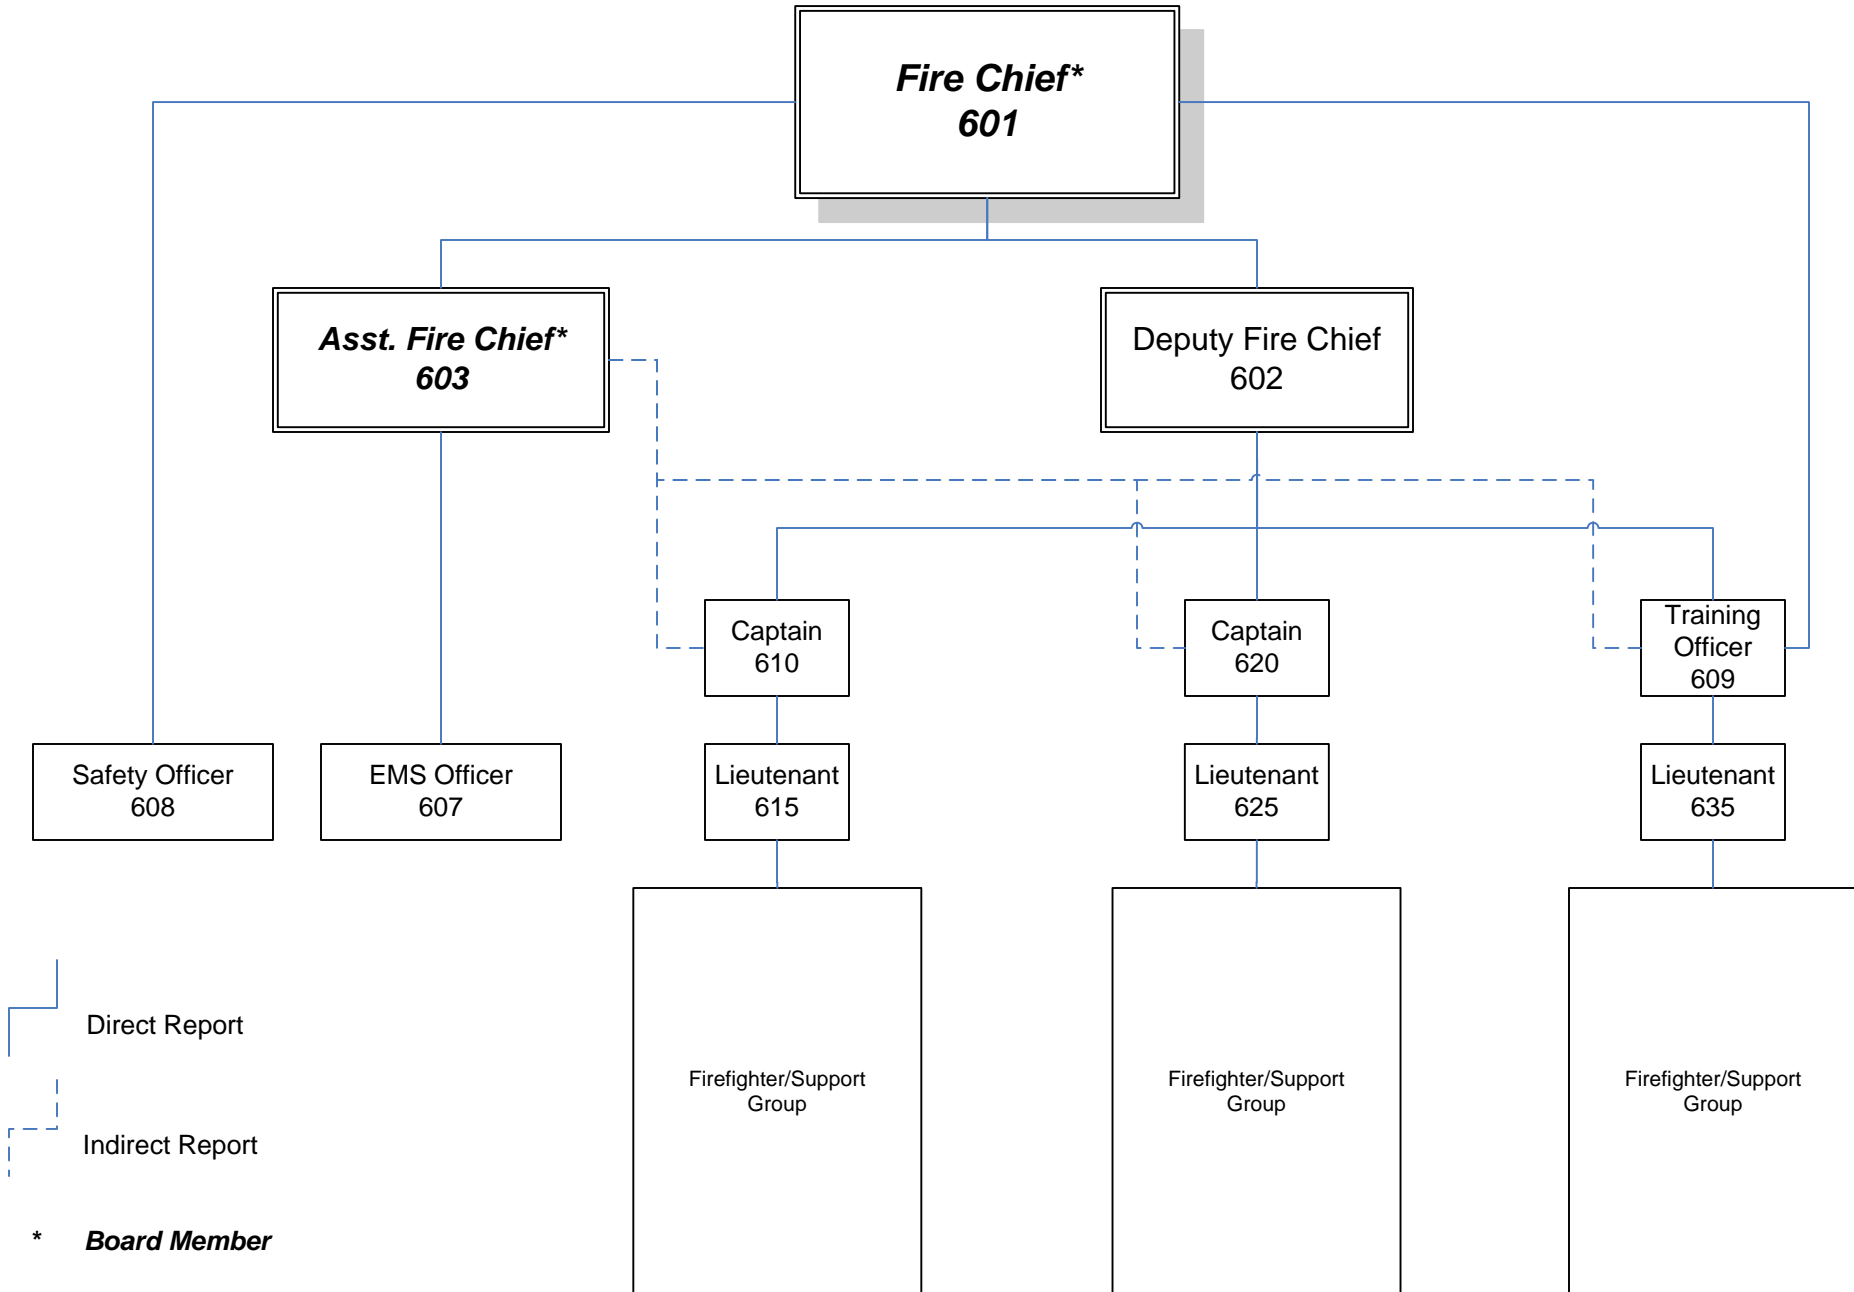 Fire Chief*
601
Asst. Fire Chief*
603
Deputy Fire Chief
602
Captain
610
Captain
620
Training
Officer
609
Safety Officer
608
EMS Officer
607
Lieutenant
615
Lieutenant
625
Lieutenant
635
Direct Report
Indirect Report
* Board Member
Firefighter/Support
Group
Firefighter/Support
Group
Firefighter/Support
Group